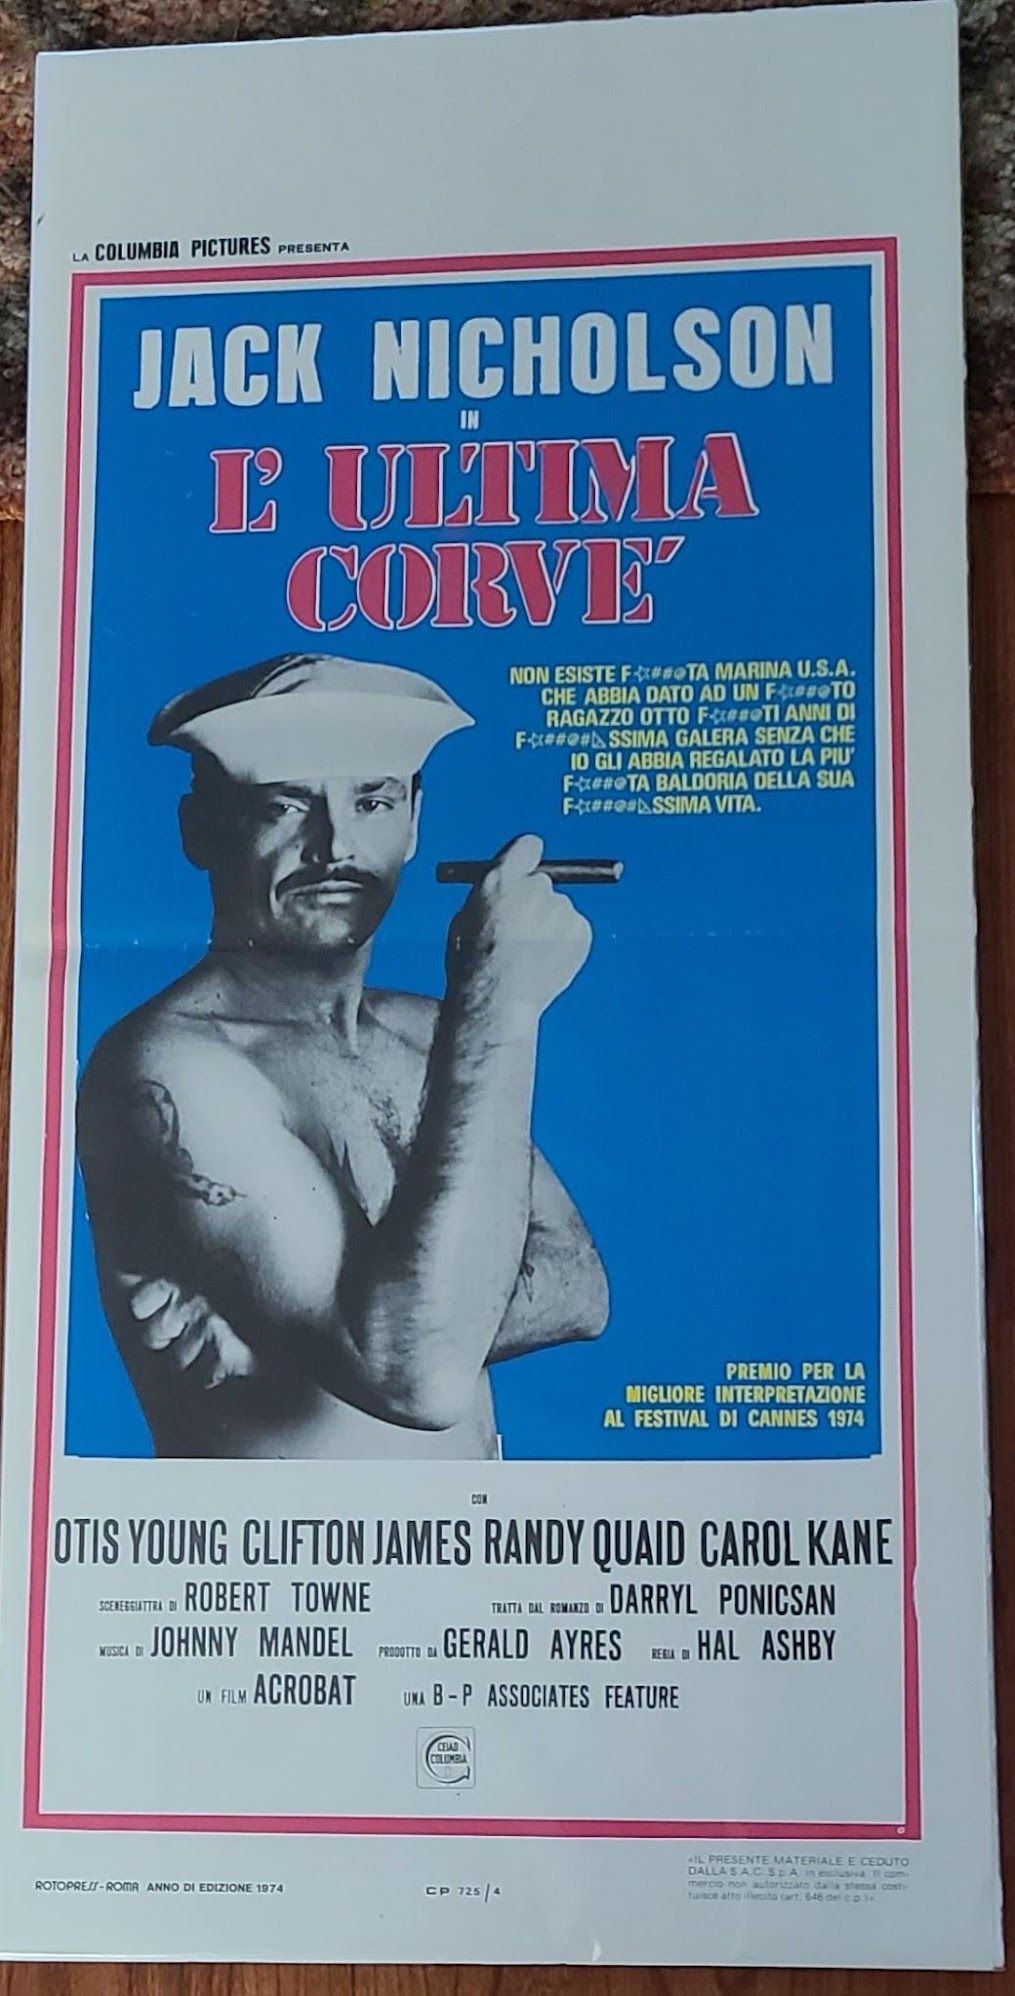 LA COLUMBIA PICTURES PRESENTA
JACK NICHOLSON
IN
L' ULTIMA
CORVE'
NON ESISTE F☆##@TA MARINA U.S.A.
CHE ABBIA DATO AD UN F☆##@TO
RAGAZZO OTTO F☆##@TI ANNI DI
F☆##@#◺SSIMA GALERA SENZA CHE
IO GLI ABBIA REGALATO LA PIU'
F☆##@TA BALDORIA DELLA SUA
F☆##@#◺SSIMA VITA.
PREMIO PER LA
MIGLIORE INTERPRETAZIONE
AL FESTIVAL DI CANNES 1974
CON
OTIS YOUNG CLIFTON JAMES RANDY QUAID CAROL KANE
SCENEGGIATTRA DI ROBERT TOWNE TRATTA DAL ROMANZO DI DARRYL PONICSAN
MUSICA DI JOHNNY MANDEL PRODOTTO DA GERALD AYRES REGIA DI HAL ASHBY
UN FILM ACROBAT UNA B-P ASSOCIATES FEATURE
CEIAD
COLUMBIA
ROTOPRESS-ROMA ANNO DI EDIZIONE 1974
CP 725/4
«IL PRESENTE MATERIALE E CEDUTO
DALLA S.A.C. S.p.A. in esclusiva. Il com-
mercio non autorizzato dalla stessa costi-
tuisce atto illecito (art. 646 del c.p.)».